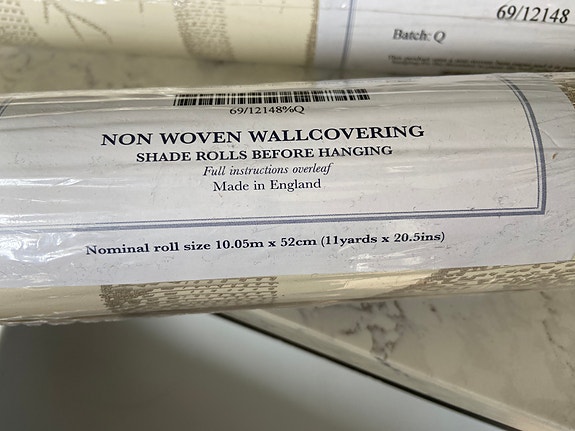 69/12148
Batch: Q
69/12148%Q
NON WOVEN WALLCOVERING
SHADE ROLLS BEFORE HANGING
Full instructions overleaf
Made in England
Nominal roll size 10.05m x 52cm (11yards x 20.5ins)